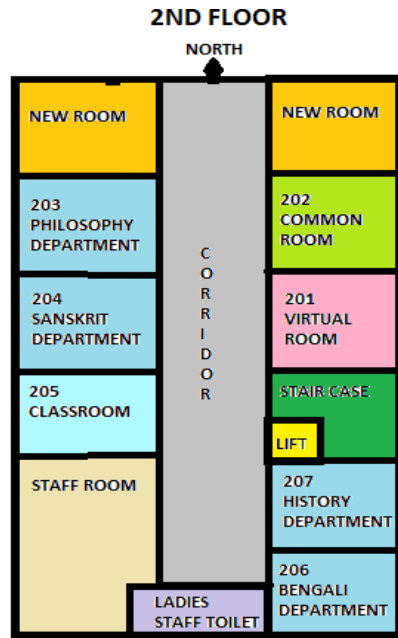 2ND FLOOR
NORTH
NEW ROOM
203
PHILOSOPHY
DEPARTMENT
204
SANSKRIT
DEPARTMENT
205
CLASSROOM
STAFF ROOM
C
O
R
R
I
D
O
R
LADIES
STAFF TOILET
NEW ROOM
202
COMMON
ROOM
201
VIRTUAL
ROOM
STAIR CASE
LIFT
207
HISTORY
DEPARTMENT
206
BENGALI
DEPARTMENT